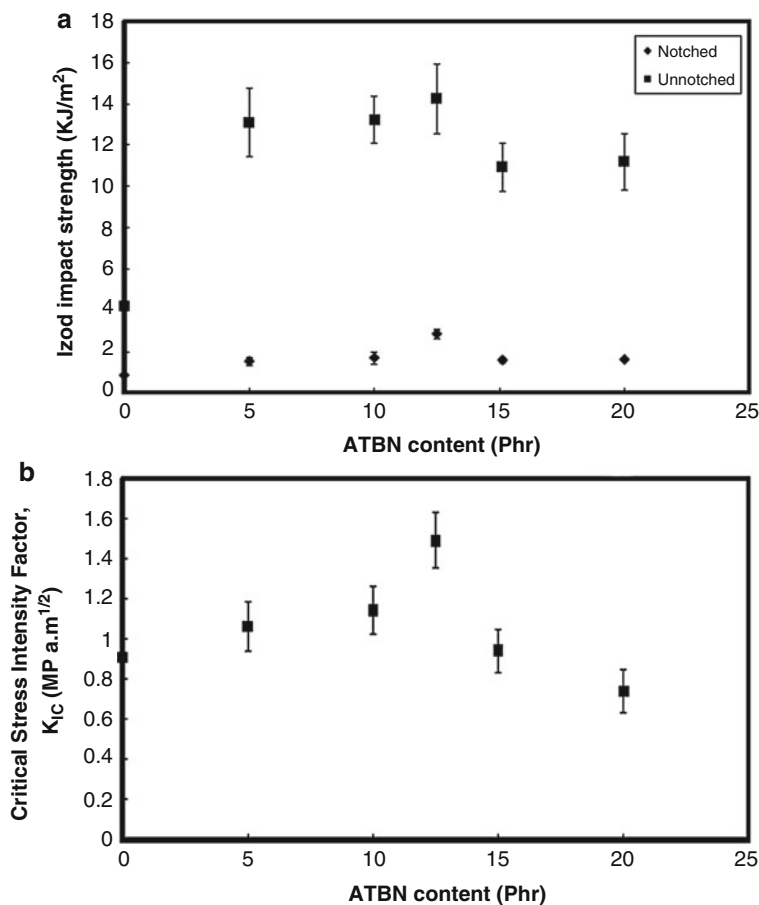 a
18
16
14
12
10
8
6
4
2
0
Izod impact strength (KJ/m²)
Notched
Unnotched
0 5 10 15 20 25
ATBN content (Phr)
b
1.8
1.6
1.4
1.2
1
0.8
0.6
0.4
0.2
0
Critical Stress Intensity Factor,
K_IC (MP a.m^1/2)
0 5 10 15 20 25
ATBN content (Phr)